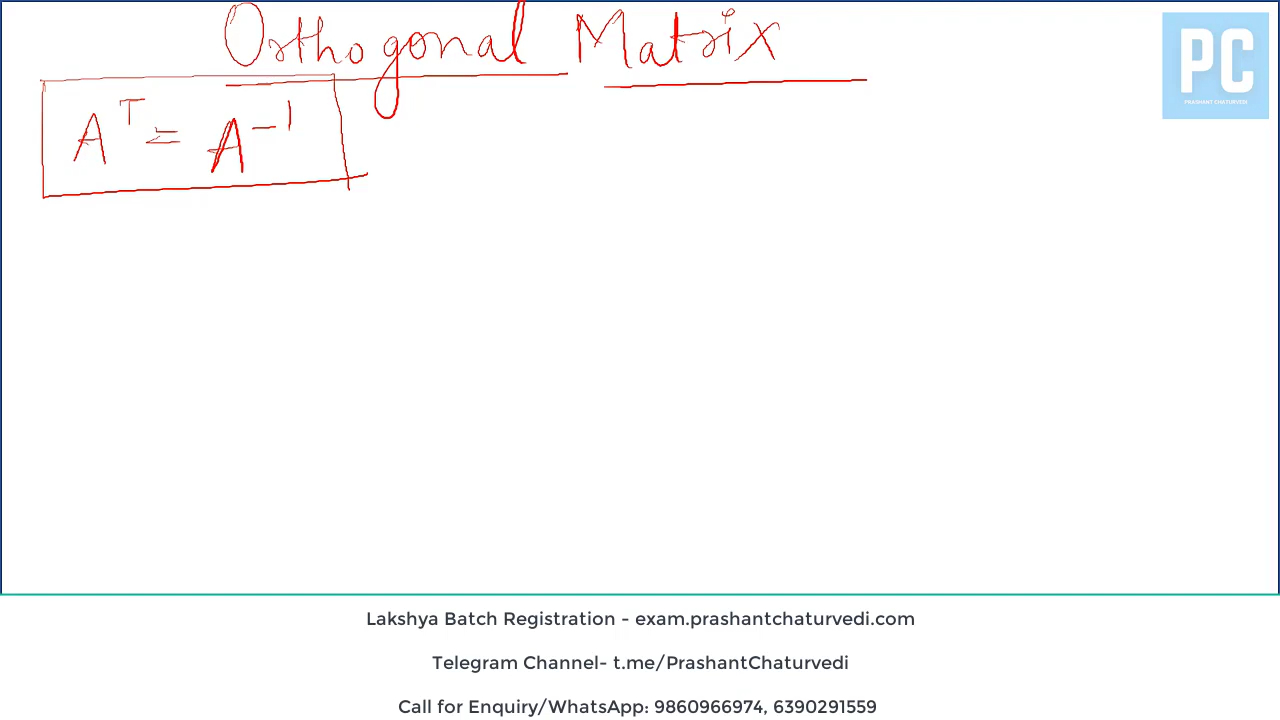 Orthogonal Matrix
PC
PRASHANT CHATURVEDI
A^T = A^-1
Lakshya Batch Registration - exam.prashantchaturvedi.com
Telegram Channel- t.me/PrashantChaturvedi
Call for Enquiry/WhatsApp: 9860966974, 6390291559